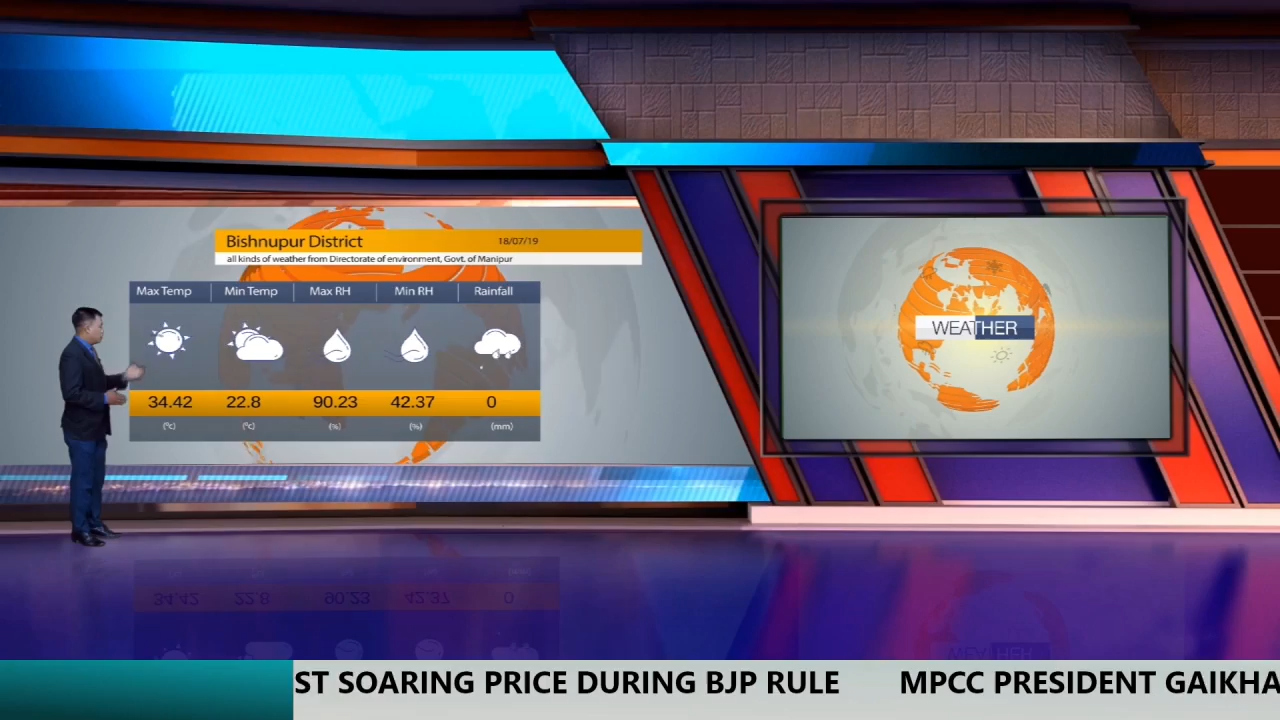 Bishnupur District 18/07/19
all kinds of weather from Directorate of environment, Govt. of Manipur
Max Temp Min Temp Max RH Min RH Rainfall
34.42 22.8 90.23 42.37 0
(⁰c) (⁰c) (%) (%) (mm)
WEATHER
ST SOARING PRICE DURING BJP RULE MPCC PRESIDENT GAIKHA